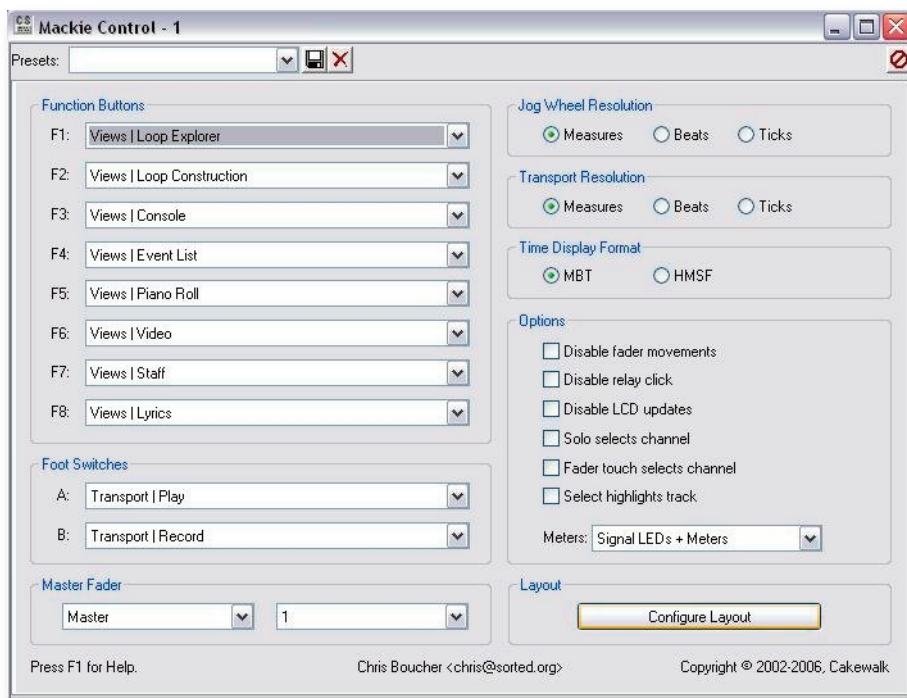 Mackie Control - 1
Presets:
Function Buttons
F1: Views | Loop Explorer
F2: Views | Loop Construction
F3: Views | Console
F4: Views | Event List
F5: Views | Piano Roll
F6: Views | Video
F7: Views | Staff
F8: Views | Lyrics
Foot Switches
A: Transport | Play
B: Transport | Record
Master Fader
Master 1
Jog Wheel Resolution
Measures Beats Ticks
Transport Resolution
Measures Beats Ticks
Time Display Format
MBT HMSF
Options
Disable fader movements
Disable relay click
Disable LCD updates
Solo selects channel
Fader touch selects channel
Select highlights track
Meters: Signal LEDs + Meters
Layout
Configure Layout
Press F1 for Help. Chris Boucher <chris@sorted.org> Copyright © 2002-2006, Cakewalk